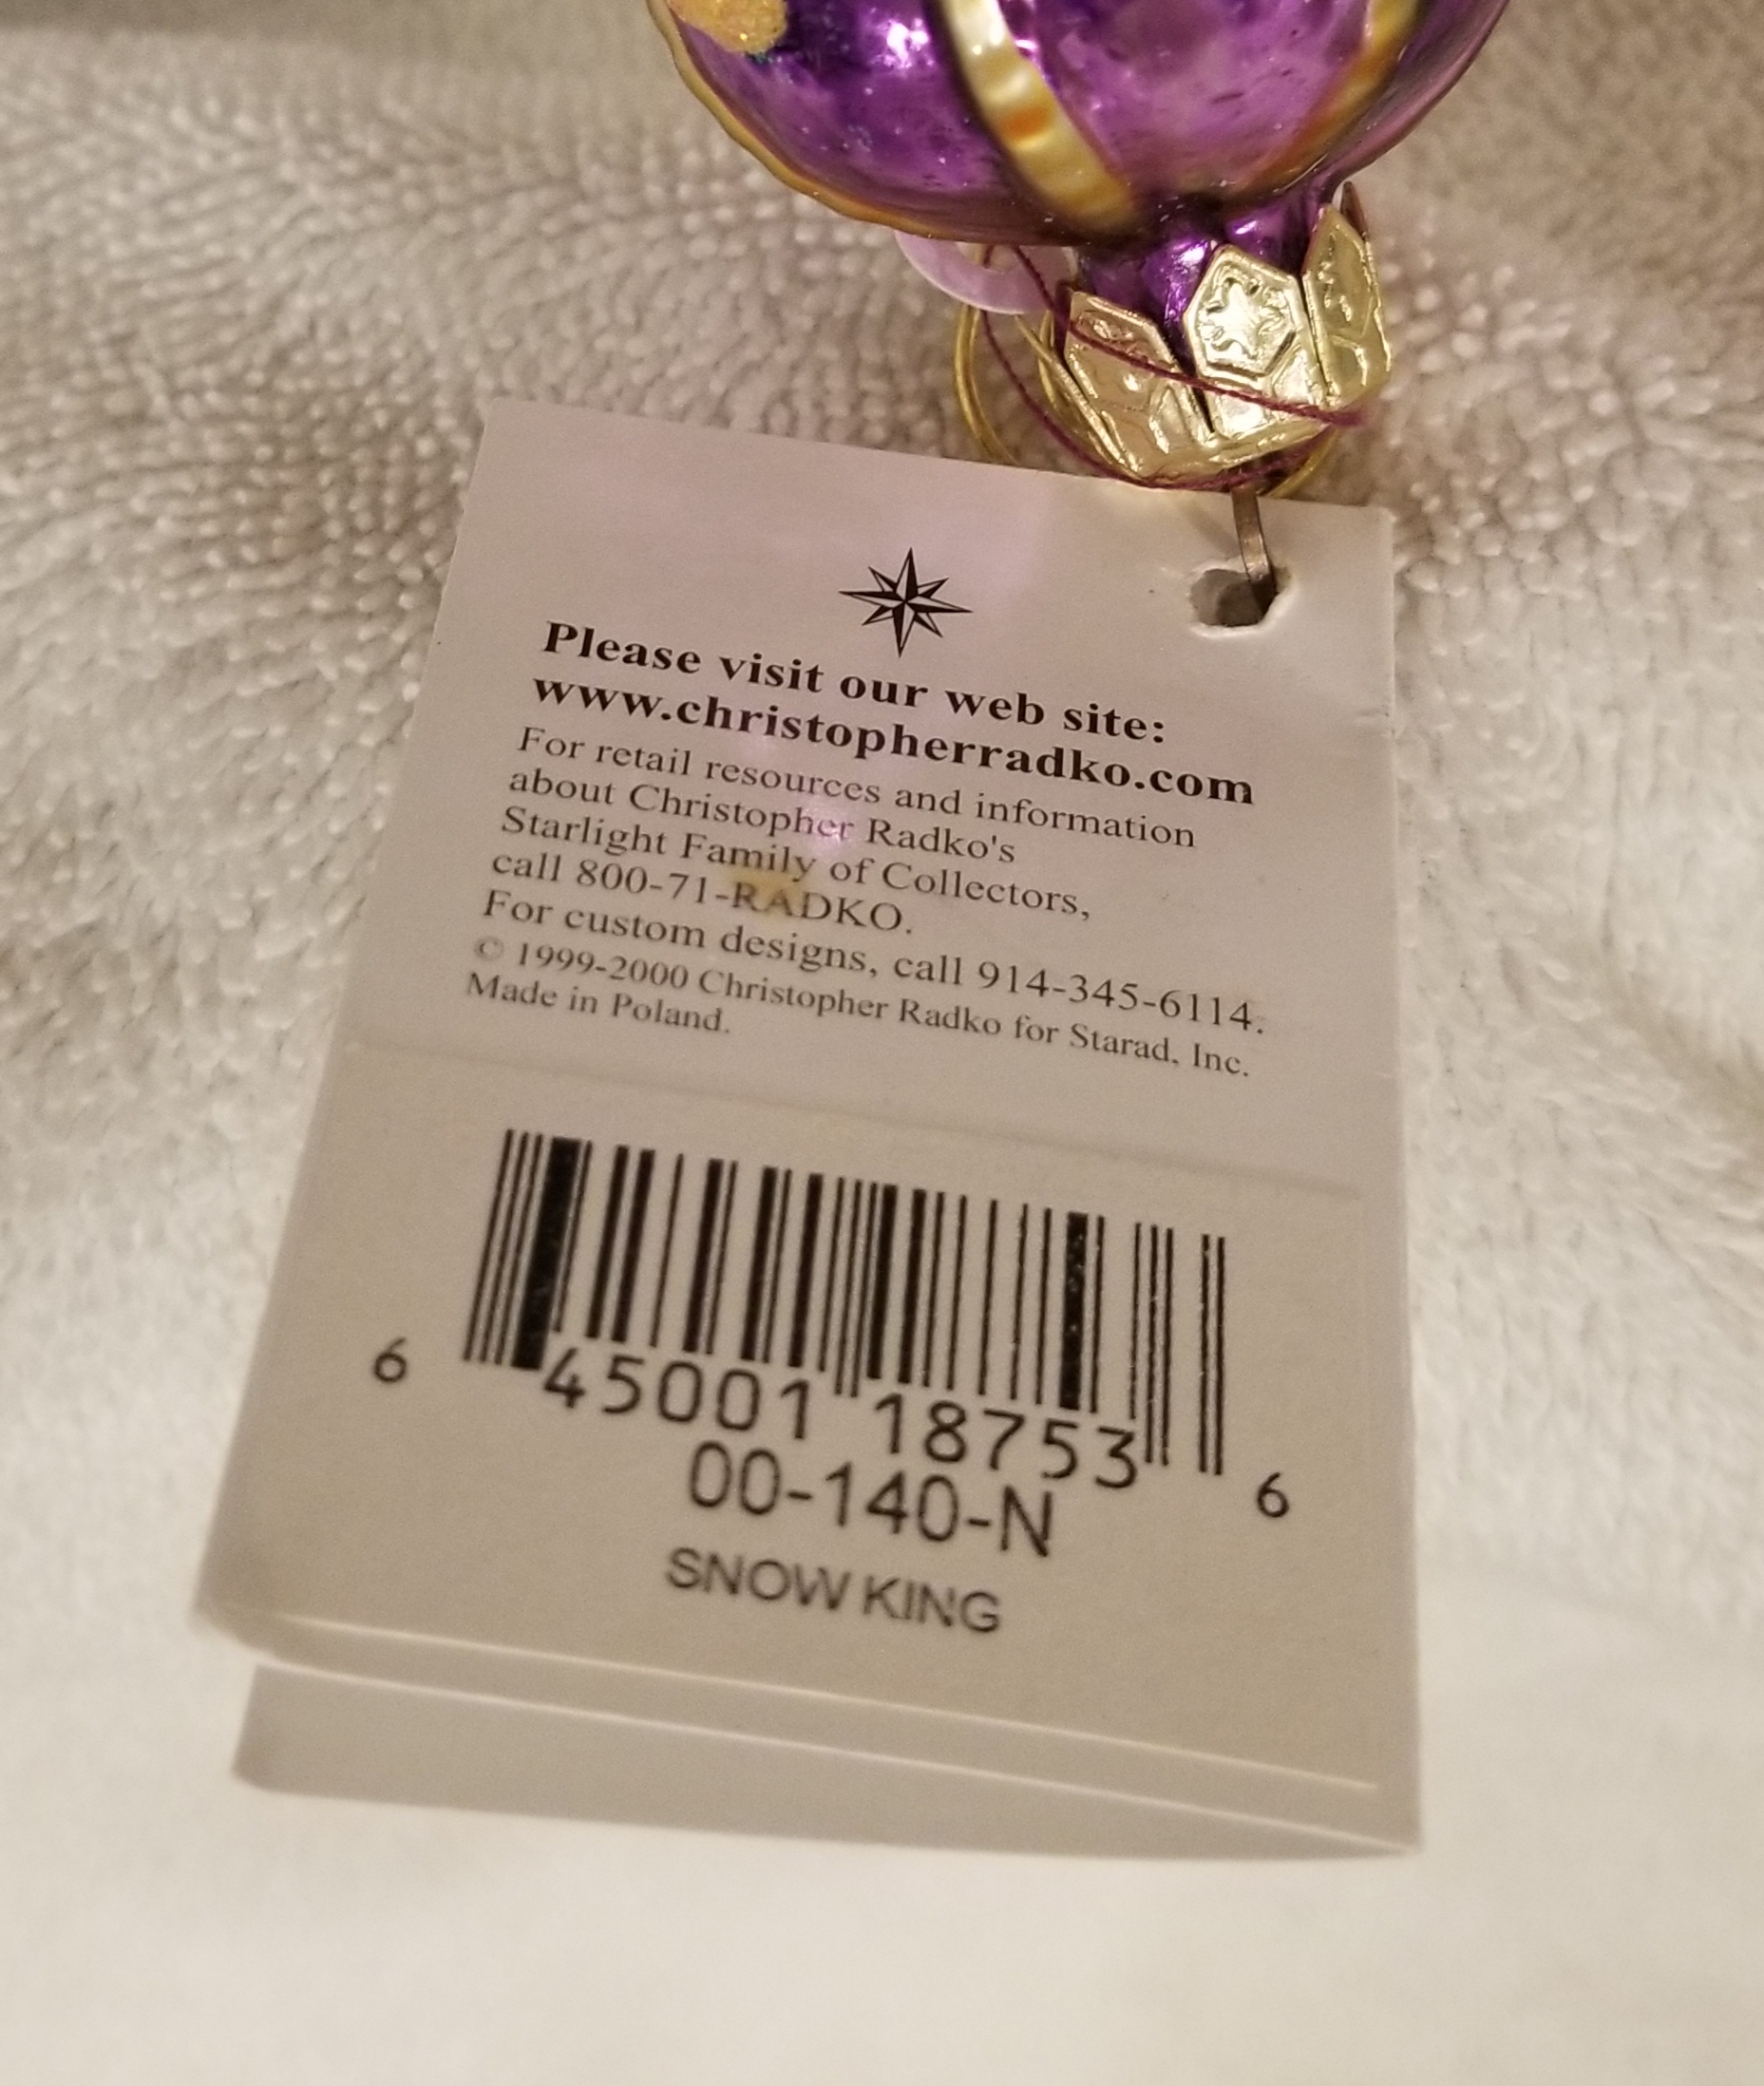 Please visit our web site:
www.christopherradko.com
For retail resources and information
about Christopher Radko's
Starlight Family of Collectors,
call 800-71-RADKO.
For custom designs, call 914-345-6114.
© 1999-2000 Christopher Radko for Starad, Inc.
Made in Poland.
6 45001 18753 6
00-140-N
SNOW KING